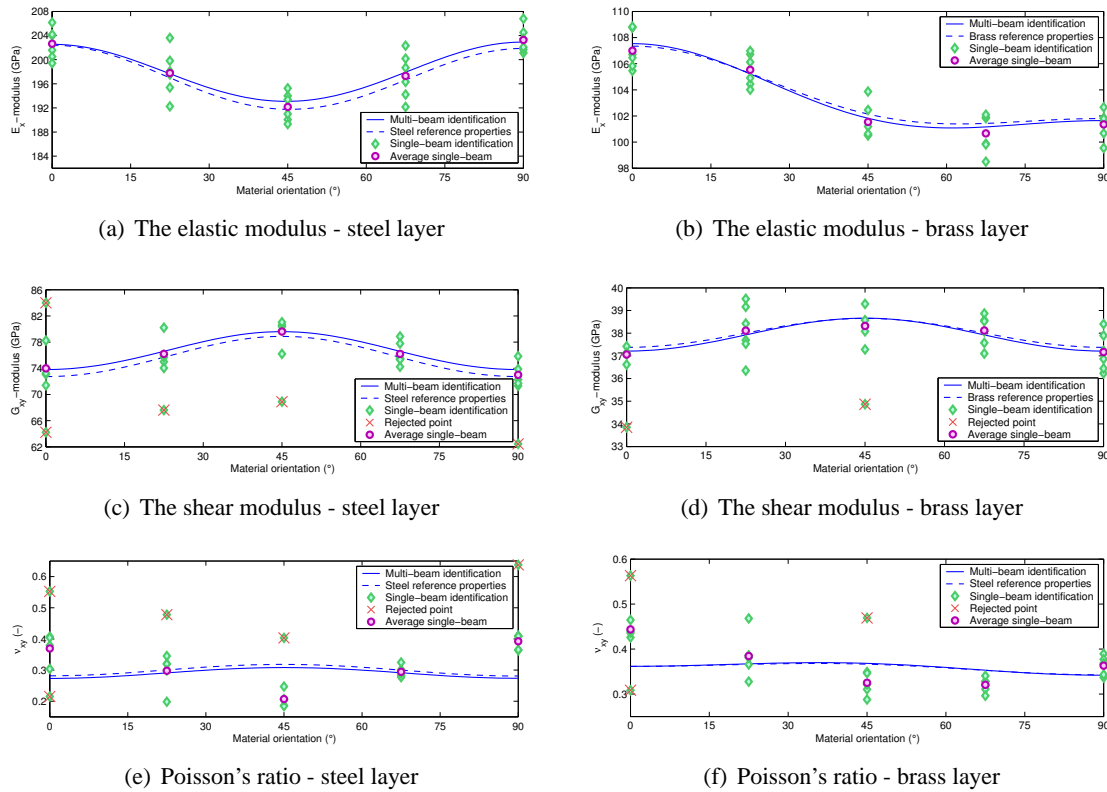 208
204
200
196
192
188
184
E_x−modulus (GPa)
0 15 30 45 60 75 90
Material orientation (°)
Multi−beam identification
Steel reference properties
Single−beam identification
Average single−beam
(a) The elastic modulus - steel layer
110
108
106
104
102
100
98
E_x−modulus (GPa)
0 15 30 45 60 75 90
Material orientation (°)
Multi−beam identification
Brass reference properties
Single−beam identification
Average single−beam
(b) The elastic modulus - brass layer
86
82
78
74
70
66
62
G_xy−modulus (GPa)
0 15 30 45 60 75 90
Material orientation (°)
Multi−beam identification
Steel reference properties
Single−beam identification
Rejected point
Average single−beam
(c) The shear modulus - steel layer
41
40
39
38
37
36
35
34
33
G_xy−modulus (GPa)
0 15 30 45 60 75 90
Material orientation (°)
Multi−beam identification
Brass reference properties
Single−beam identification
Rejected point
Average single−beam
(d) The shear modulus - brass layer
0.6
0.5
0.4
0.3
0.2
ν_xy (−)
0 15 30 45 60 75 90
Material orientation (°)
Multi−beam identification
Steel reference properties
Single−beam identification
Rejected point
Average single−beam
(e) Poisson's ratio - steel layer
0.6
0.5
0.4
0.3
ν_xy (−)
0 15 30 45 60 75 90
Material orientation (°)
Multi−beam identification
Brass reference properties
Single−beam identification
Rejected point
Average single−beam
(f) Poisson's ratio - brass layer